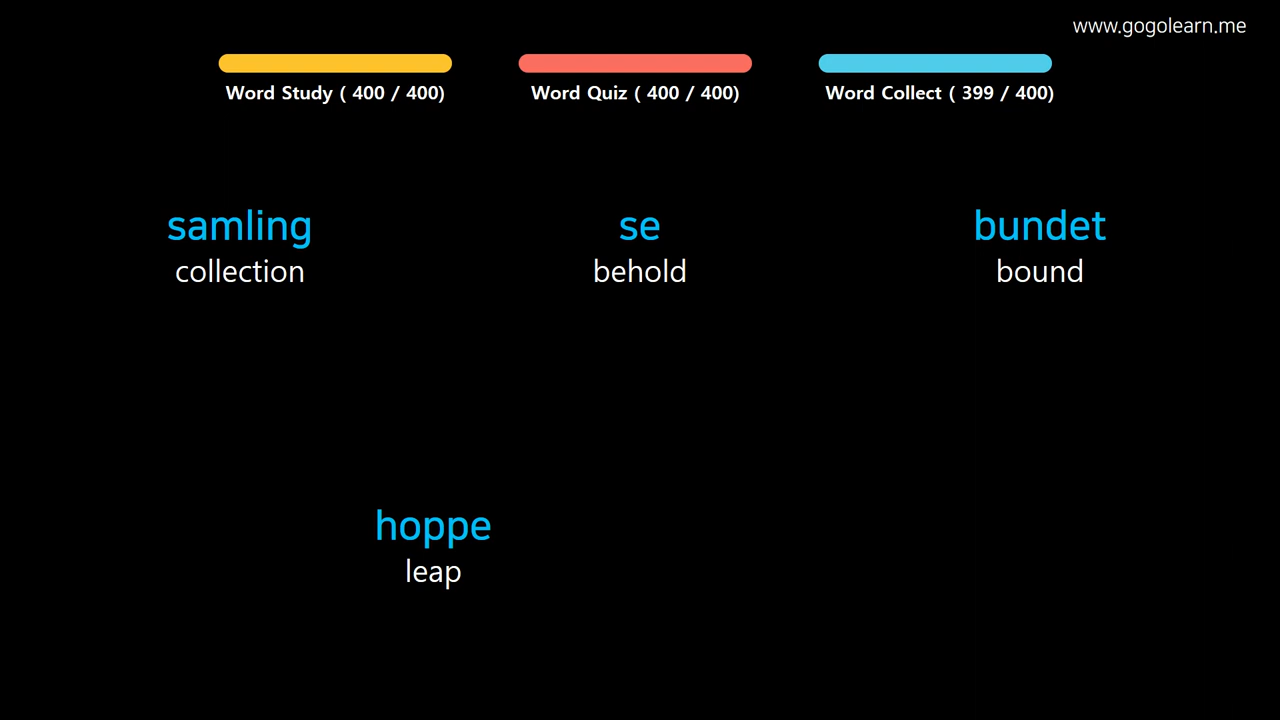 www.gogolearn.me
Word Study ( 400 / 400)
Word Quiz ( 400 / 400)
Word Collect ( 399 / 400)
samling
collection
se
behold
bundet
bound
hoppe
leap